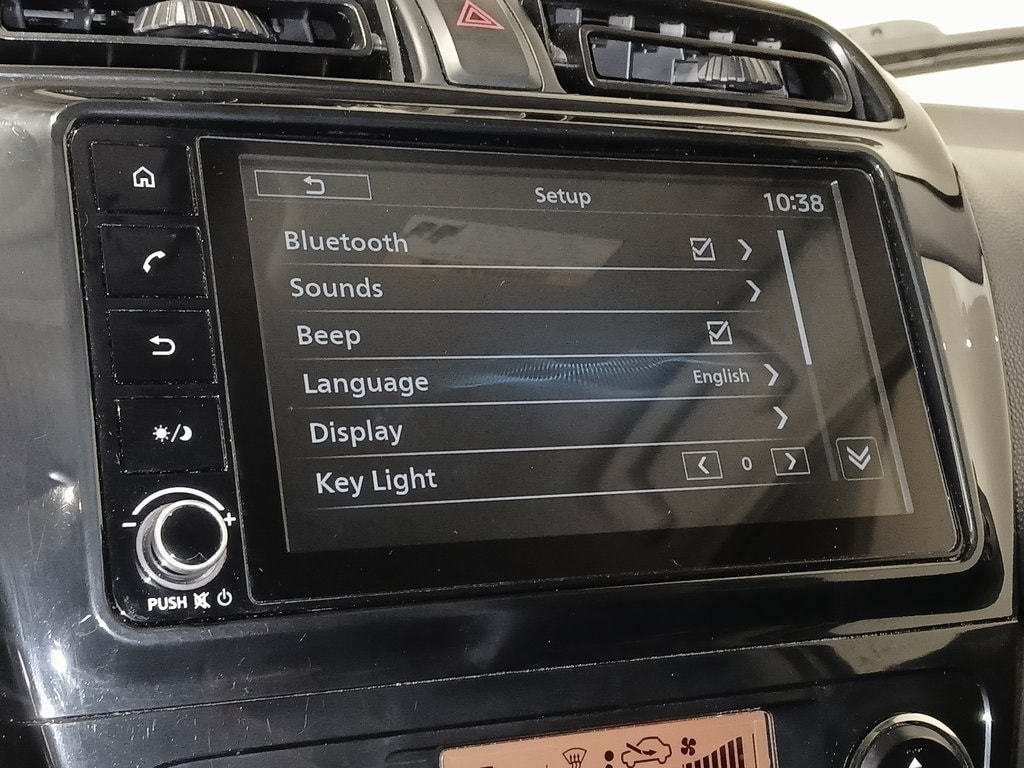 Setup 10:38
Bluetooth
Sounds
Beep
Language English
Display
Key Light 0
- +
PUSH